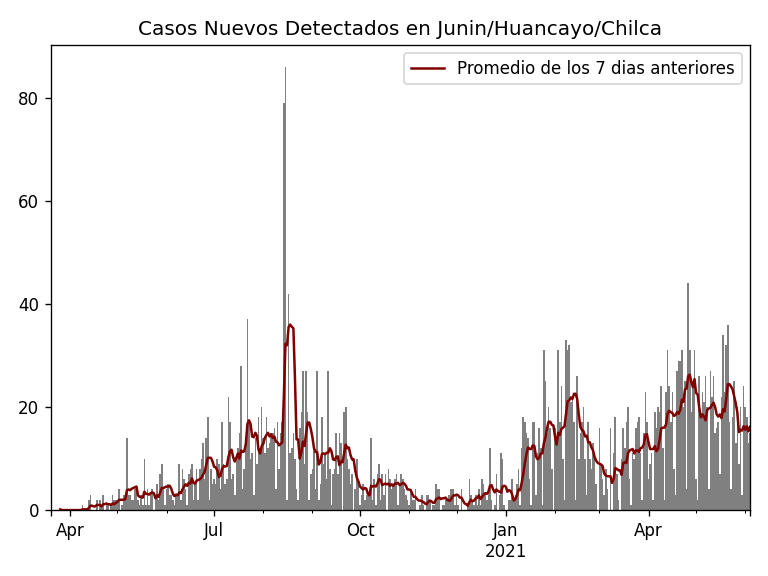 Casos Nuevos Detectados en Junin/Huancayo/Chilca
Promedio de los 7 dias anteriores
80
60
40
20
0
Apr
Jul
Oct
Jan
2021
Apr